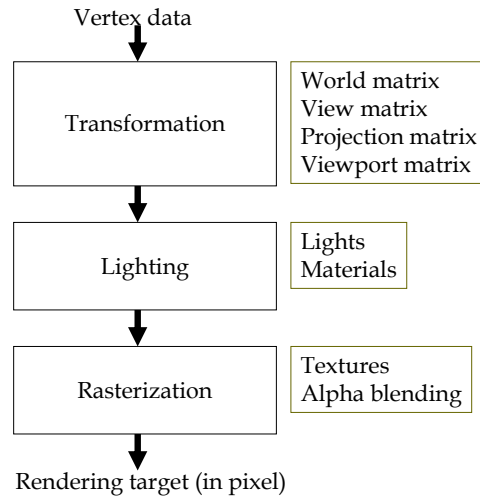 Vertex data
Transformation
World matrix
View matrix
Projection matrix
Viewport matrix
Lighting
Lights
Materials
Rasterization
Textures
Alpha blending
Rendering target (in pixel)